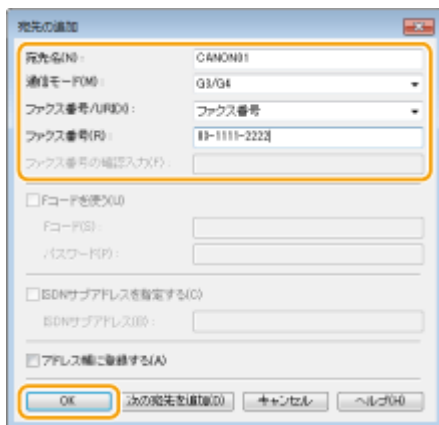 宛先の追加
宛先名(N):
CANON01
通信モード(M):
G3/G4
ファクス番号/URI(X):
ファクス番号
ファクス番号(R):
03-1111-2222
ファクス番号の確認入力(F):
Fコードを使う(U)
Fコード(S):
パスワード(P):
ISDNサブアドレスを指定する(C)
ISDNサブアドレス(B):
アドレス帳に登録する(A)
OK
次の宛先を追加(D)
キャンセル
ヘルプ(H)